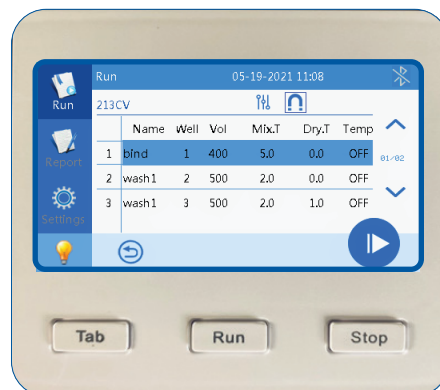 Run 05-19-2021 11:08
Run
213CV
Name Well Vol Mix.T Dry.T Temp
1 bind 1 400 5.0 0.0 OFF
01/02
Report
2 wash1 2 500 2.0 0.0 OFF
3 wash1 3 500 2.0 1.0 OFF
Settings
Tab Run Stop